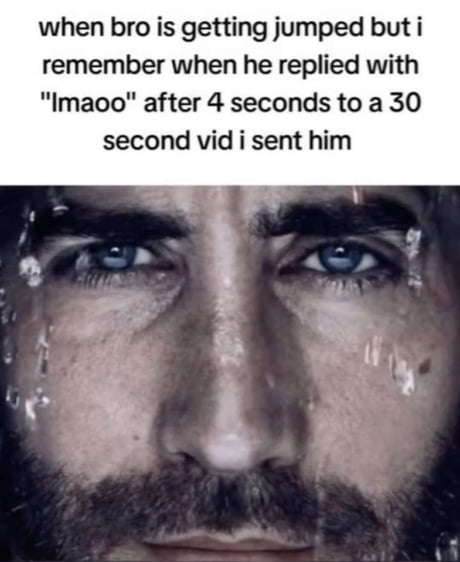 when bro is getting jumped but i
remember when he replied with
"lmaoo" after 4 seconds to a 30
second vid i sent him